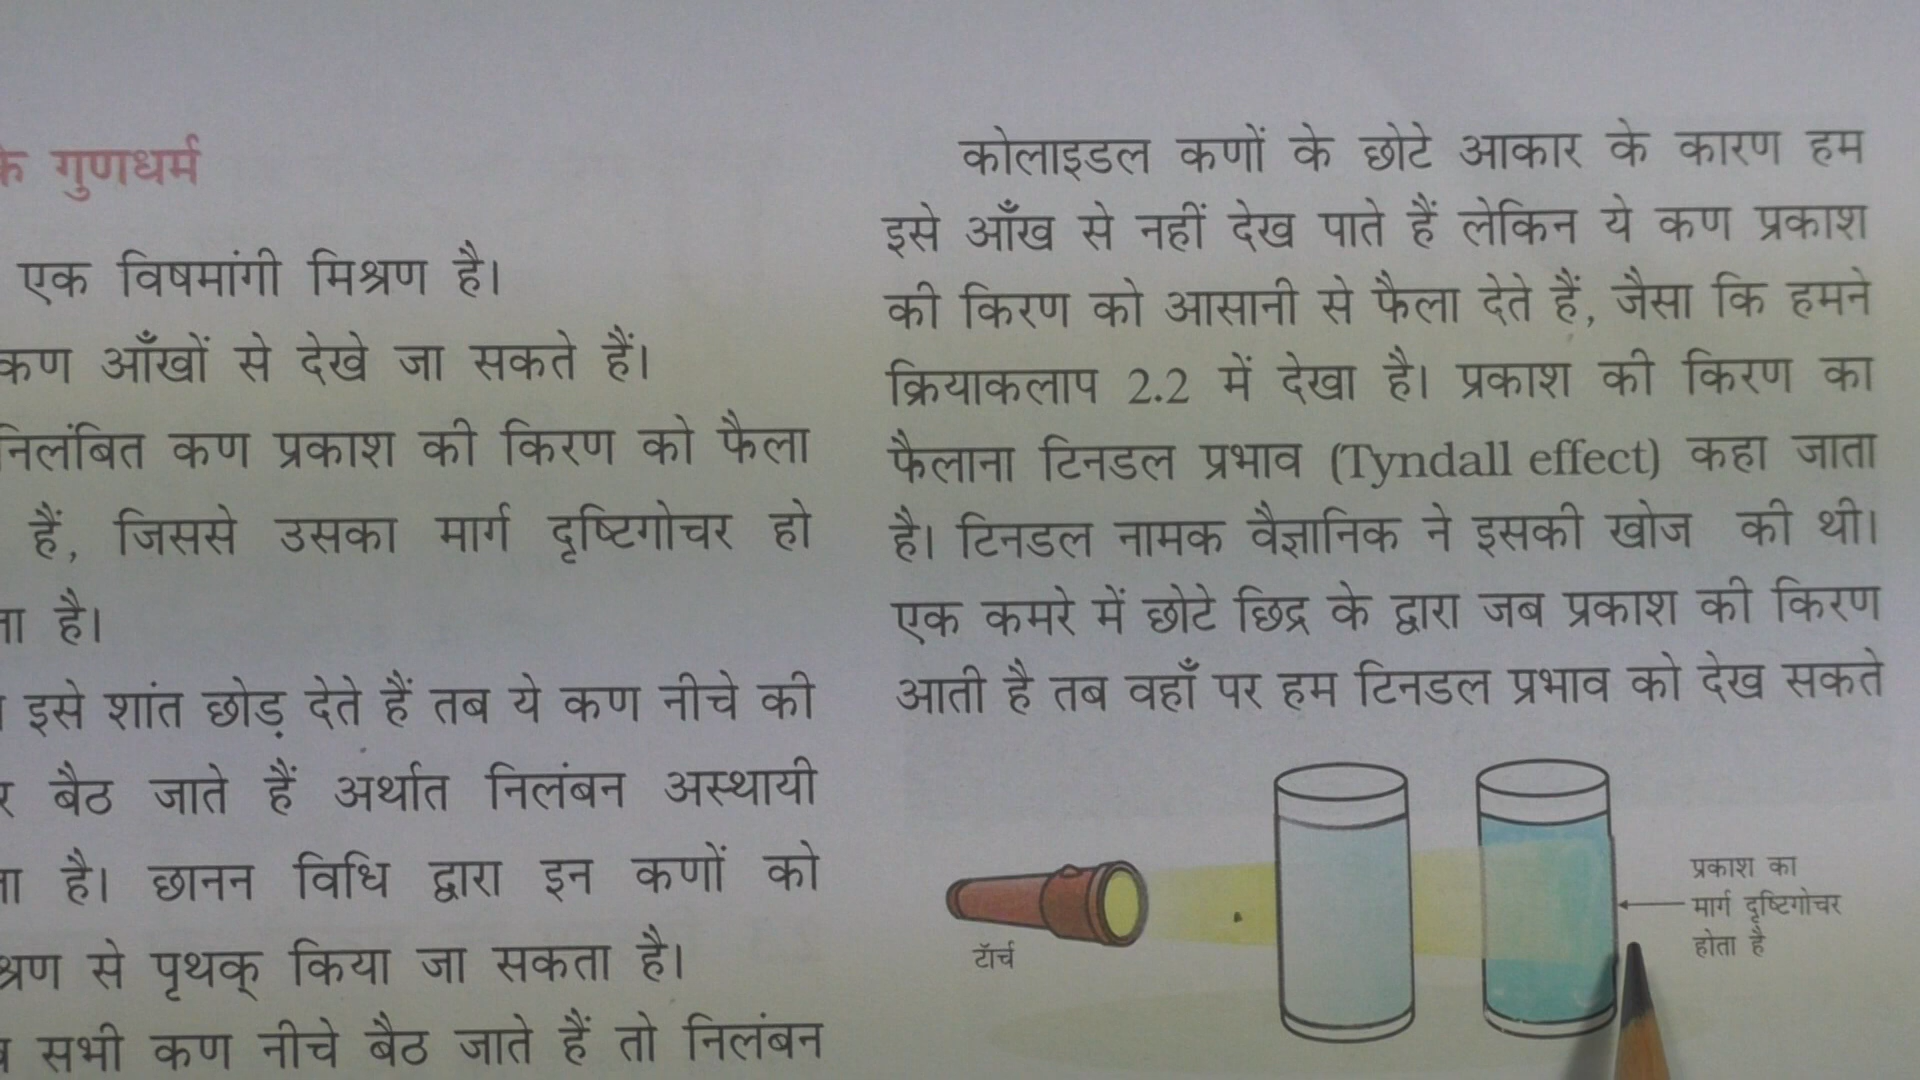 के गुणधर्म
एक विषमांगी मिश्रण है।
कण आँखों से देखे जा सकते हैं।
निलंबित कण प्रकाश की किरण को फैला
हैं, जिससे उसका मार्ग दृष्टिगोचर हो
है।
इसे शांत छोड़ देते हैं तब ये कण नीचे की
बैठ जाते हैं अर्थात निलंबन अस्थायी
है। छानन विधि द्वारा इन कणों को
से पृथक् किया जा सकता है।
सभी कण नीचे बैठ जाते हैं तो निलंबन
कोलाइडल कणों के छोटे आकार के कारण हम
इसे आँख से नहीं देख पाते हैं लेकिन ये कण प्रकाश
की किरण को आसानी से फैला देते हैं, जैसा कि हमने
क्रियाकलाप 2.2 में देखा है। प्रकाश की किरण का
फैलाना टिनडल प्रभाव (Tyndall effect) कहा जाता
है। टिनडल नामक वैज्ञानिक ने इसकी खोज की थी।
एक कमरे में छोटे छिद्र के द्वारा जब प्रकाश की किरण
आती है तब वहाँ पर हम टिनडल प्रभाव को देख सकते
टॉर्च
प्रकाश का
मार्ग दृष्टिगोचर
होता है